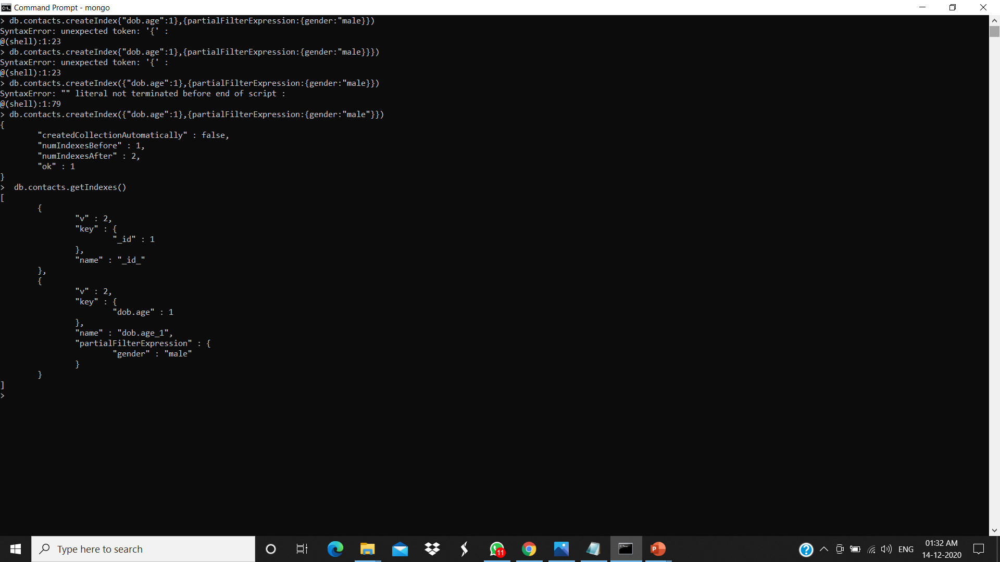 Command Prompt - mongo
> db.contacts.createIndex{"dob.age":1},{partialFilterExpression:{gender:"male}})
SyntaxError: unexpected token: '{' :
@(shell):1:23
> db.contacts.createIndex{"dob.age":1},{partialFilterExpression:{gender:"male}}})
SyntaxError: unexpected token: '{' :
@(shell):1:23
> db.contacts.createIndex({"dob.age":1},{partialFilterExpression:{gender:"male}})
SyntaxError: "" literal not terminated before end of script :
@(shell):1:79
> db.contacts.createIndex({"dob.age":1},{partialFilterExpression:{gender:"male"}})
{
        "createdCollectionAutomatically" : false,
        "numIndexesBefore" : 1,
        "numIndexesAfter" : 2,
        "ok" : 1
}
>  db.contacts.getIndexes()
[
        {
                "v" : 2,
                "key" : {
                        "_id" : 1
                },
                "name" : "_id_"
        },
        {
                "v" : 2,
                "key" : {
                        "dob.age" : 1
                },
                "name" : "dob.age_1",
                "partialFilterExpression" : {
                        "gender" : "male"
                }
        }
]
>
Type here to search
11
P
ENG
01:32 AM
14-12-2020